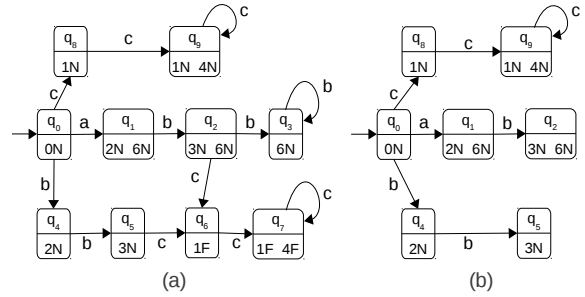 q8 c q9 c
1N 1N 4N
c
q0 a q1 b q2 b q3 b
0N 2N 6N 3N 6N 6N
b c
q4 b q5 c q6 c q7 c
2N 3N 1F 1F 4F
(a)
q8 c q9 c
1N 1N 4N
c
q0 a q1 b q2
0N 2N 6N 3N 6N
b
q4 b q5
2N 3N
(b)